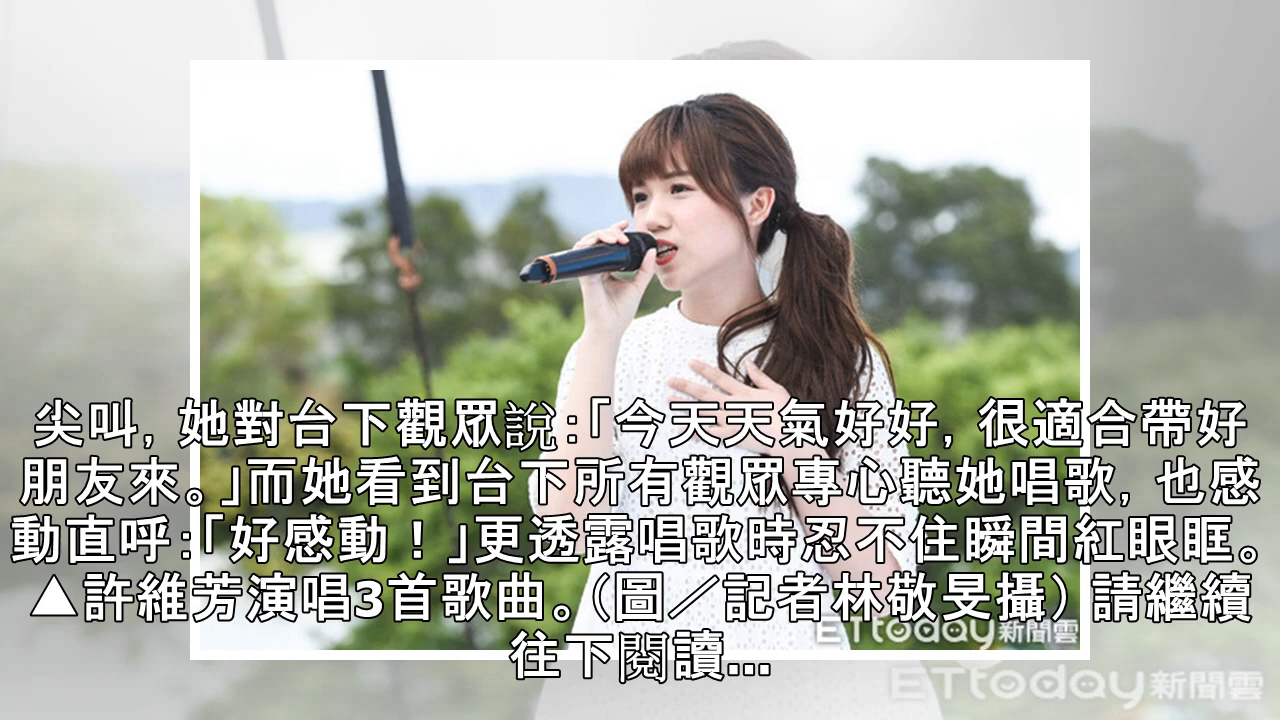 尖叫，她對台下觀眾說：「今天天氣好好，很適合帶好
朋友來。」而她看到台下所有觀眾專心聽她唱歌，也感
動直呼：「好感動！」更透露唱歌時忍不住瞬間紅眼眶。
▲許維芳演唱3首歌曲。（圖／記者林敬旻攝）請繼續
往下閱讀...
ETtoday新聞雲
ETtoday新聞雲